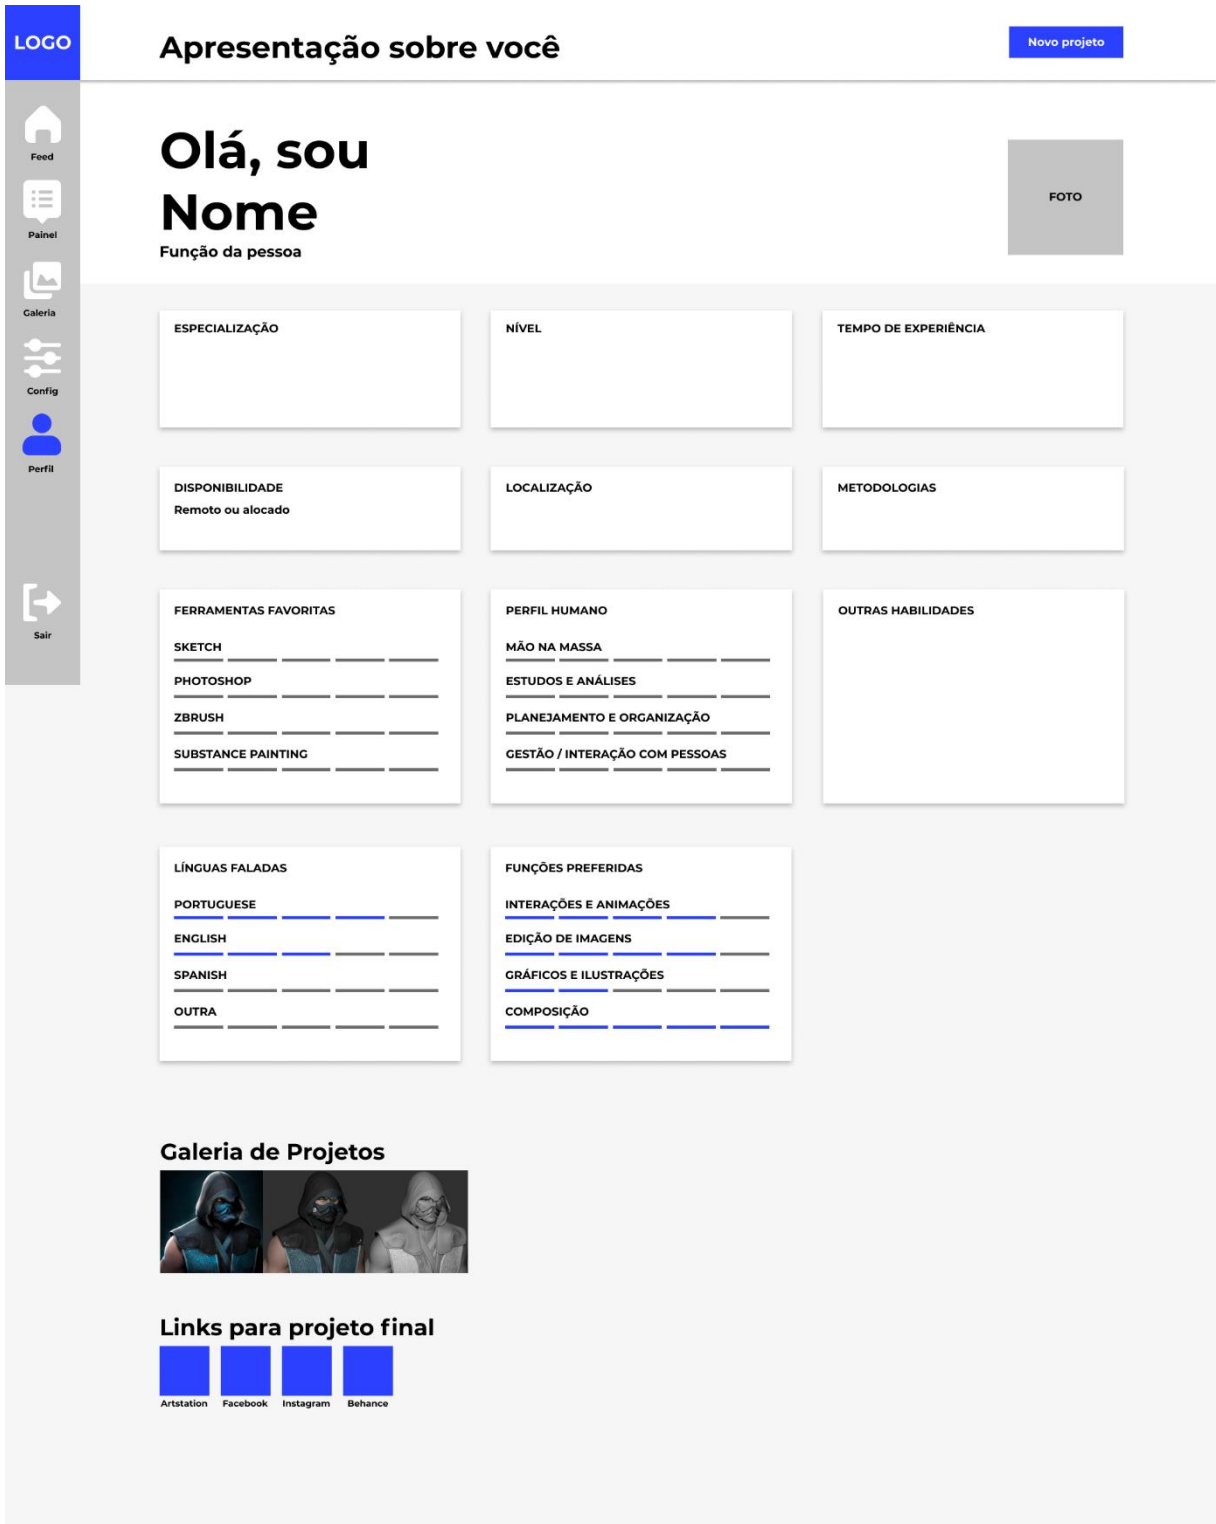 LOGO
Apresentação sobre você
Novo projeto
Feed
Painel
Galeria
Config
Perfil
Sair
Olá, sou
Nome
Função da pessoa
FOTO
ESPECIALIZAÇÃO
NÍVEL
TEMPO DE EXPERIÊNCIA
DISPONIBILIDADE
Remoto ou alocado
LOCALIZAÇÃO
METODOLOGIAS
FERRAMENTAS FAVORITAS
SKETCH
PHOTOSHOP
ZBRUSH
SUBSTANCE PAINTING
PERFIL HUMANO
MÃO NA MASSA
ESTUDOS E ANÁLISES
PLANEJAMENTO E ORGANIZAÇÃO
GESTÃO / INTERAÇÃO COM PESSOAS
OUTRAS HABILIDADES
LÍNGUAS FALADAS
PORTUGUESE
ENGLISH
SPANISH
OUTRA
FUNÇÕES PREFERIDAS
INTERAÇÕES E ANIMAÇÕES
EDIÇÃO DE IMAGENS
GRÁFICOS E ILUSTRAÇÕES
COMPOSIÇÃO
Galeria de Projetos
Links para projeto final
Artstation
Facebook
Instagram
Behance